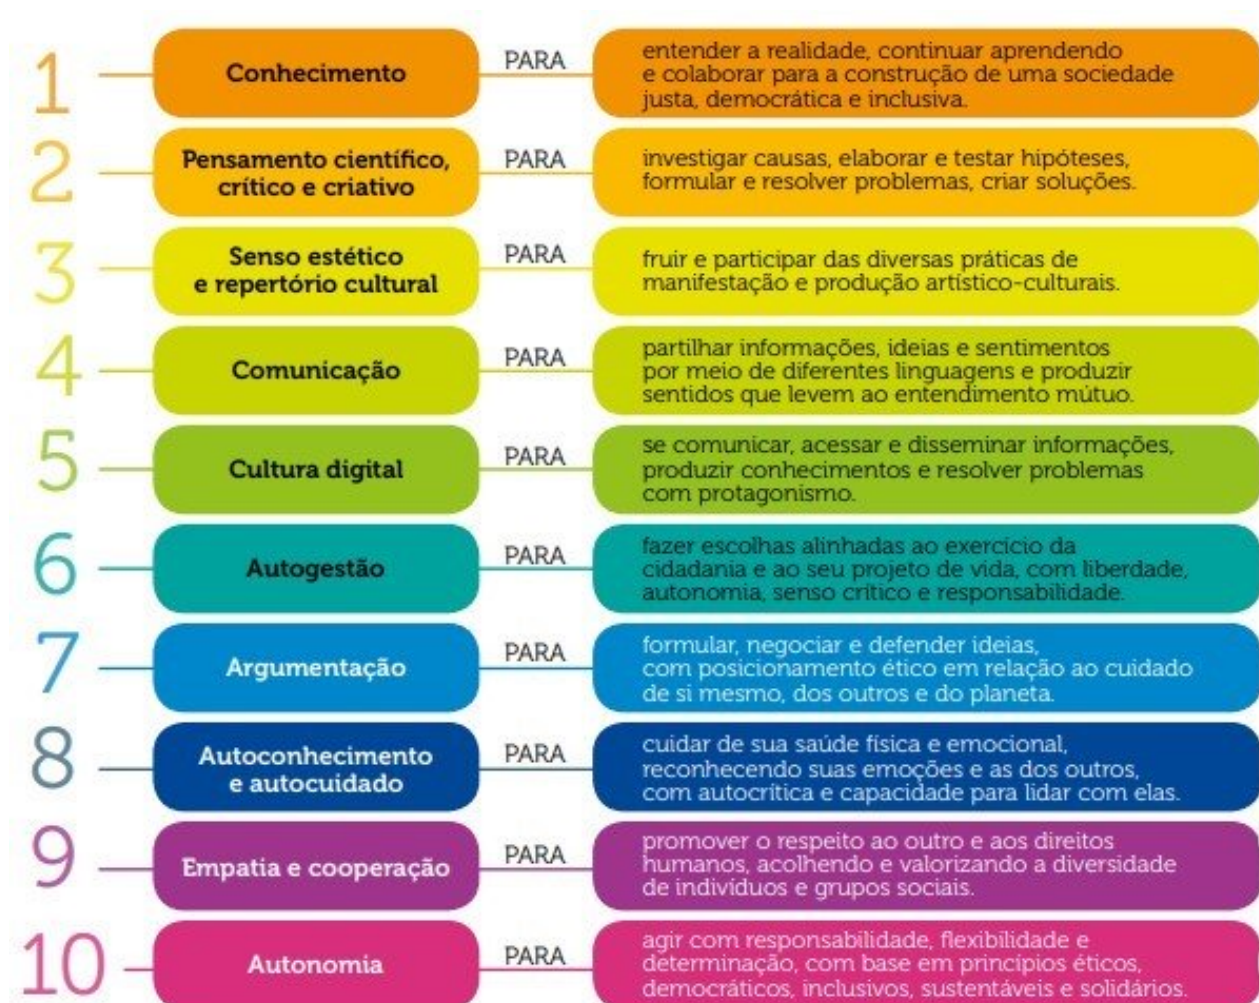 1
Conhecimento
PARA
entender a realidade, continuar aprendendo
e colaborar para a construção de uma sociedade
justa, democrática e inclusiva.
2
Pensamento científico,
crítico e criativo
PARA
investigar causas, elaborar e testar hipóteses,
formular e resolver problemas, criar soluções.
3
Senso estético
e repertório cultural
PARA
fruir e participar das diversas práticas de
manifestação e produção artístico-culturais.
4
Comunicação
PARA
partilhar informações, ideias e sentimentos
por meio de diferentes linguagens e produzir
sentidos que levem ao entendimento mútuo.
5
Cultura digital
PARA
se comunicar, acessar e disseminar informações,
produzir conhecimentos e resolver problemas
com protagonismo.
6
Autogestão
PARA
fazer escolhas alinhadas ao exercício da
cidadania e ao seu projeto de vida, com liberdade,
autonomia, senso crítico e responsabilidade.
7
Argumentação
PARA
formular, negociar e defender ideias,
com posicionamento ético em relação ao cuidado
de si mesmo, dos outros e do planeta.
8
Autoconhecimento
e autocuidado
PARA
cuidar de sua saúde física e emocional,
reconhecendo suas emoções e as dos outros,
com autocrítica e capacidade para lidar com elas.
9
Empatia e cooperação
PARA
promover o respeito ao outro e aos direitos
humanos, acolhendo e valorizando a diversidade
de indivíduos e grupos sociais.
10
Autonomia
PARA
agir com responsabilidade, flexibilidade e
determinação, com base em princípios éticos,
democráticos, inclusivos, sustentáveis e solidários.